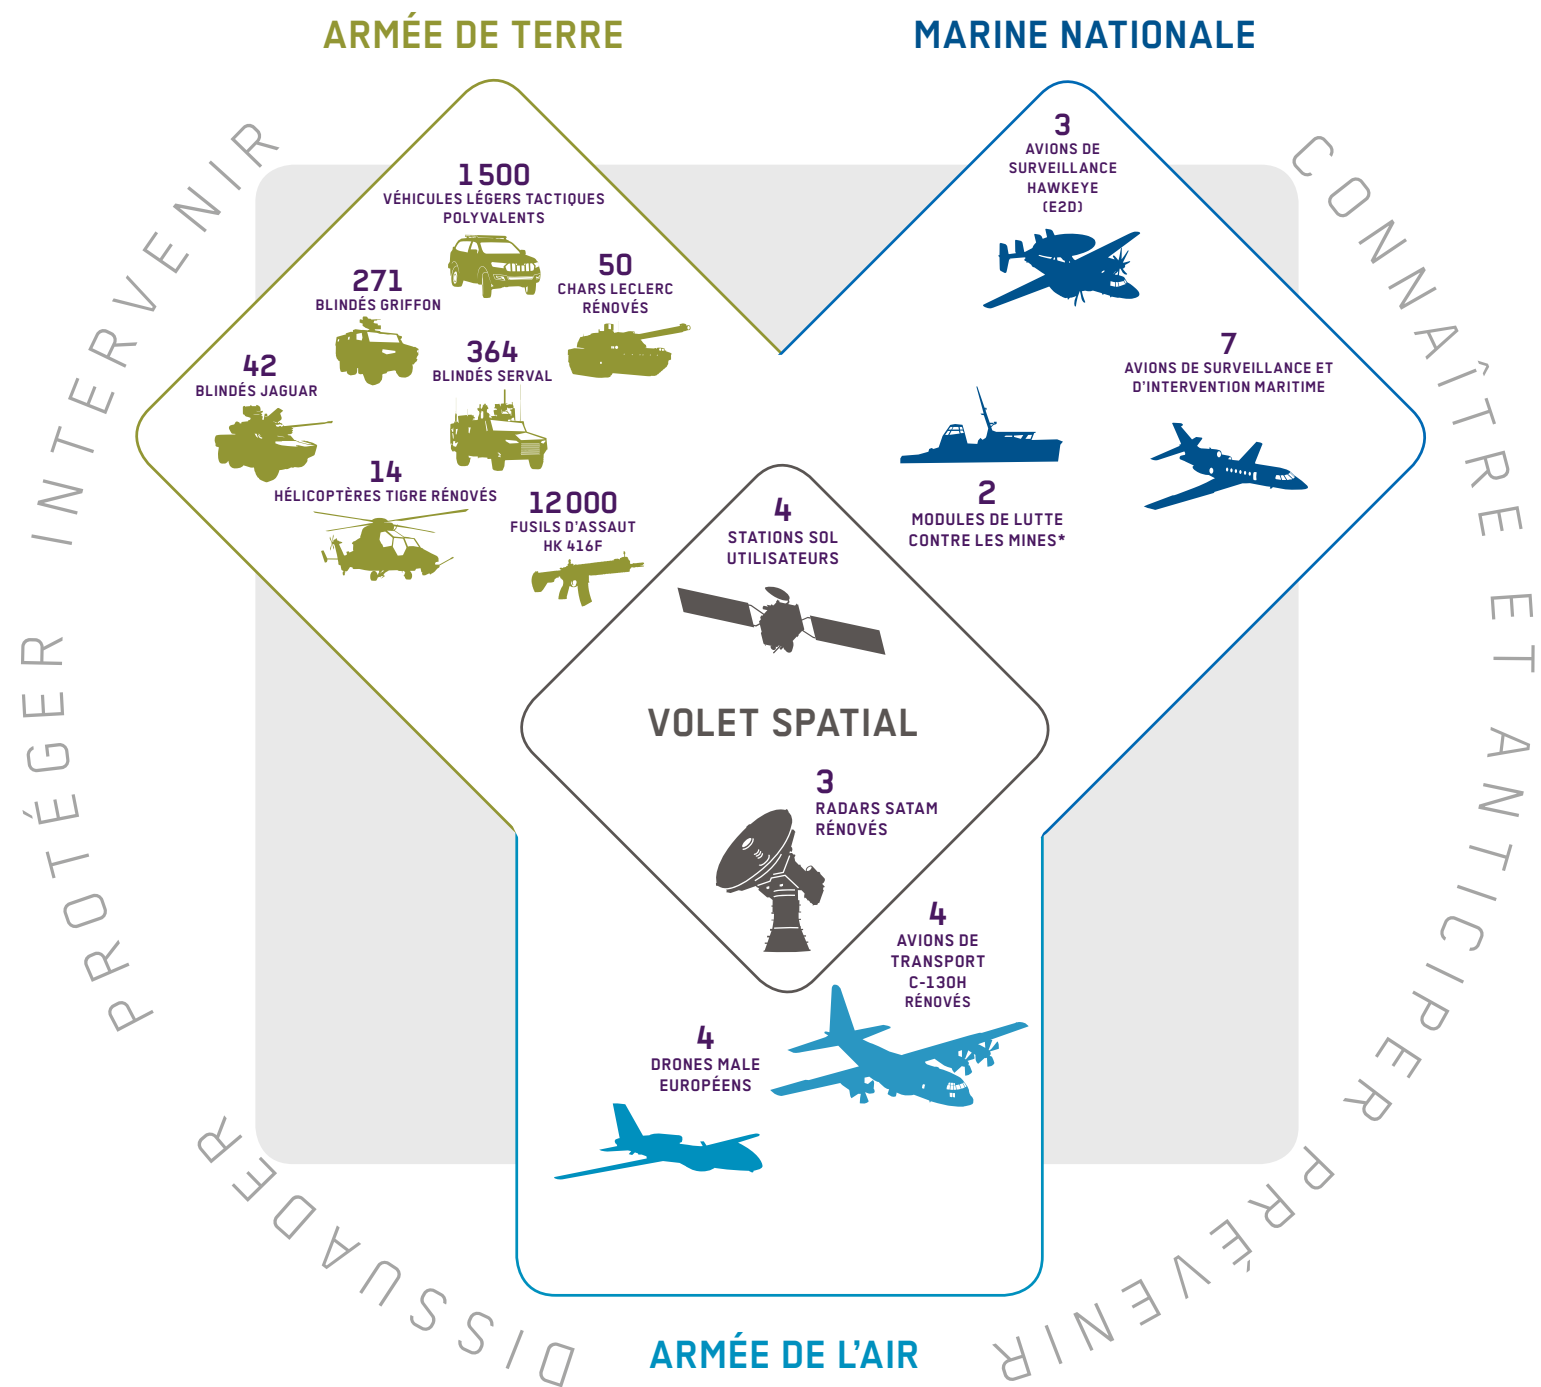 ARMÉE DE TERRE
MARINE NATIONALE
INTERVENIR
CONNAÎTRE ET ANTICIPER
PROTÉGER
DISSUADER
PRÉVENIR
1 500
VÉHICULES LÉGERS TACTIQUES
POLYVALENTS
50
CHARS LECLERC
RÉNOVÉS
271
BLINDÉS GRIFFON
364
BLINDÉS SERVAL
42
BLINDÉS JAGUAR
14
HÉLICOPTÈRES TIGRE RÉNOVÉS
12 000
FUSILS D'ASSAUT
HK 416F
3
AVIONS DE
SURVEILLANCE
HAWKEYE
(E2D)
7
AVIONS DE SURVEILLANCE ET
D'INTERVENTION MARITIME
2
MODULES DE LUTTE
CONTRE LES MINES*
4
STATIONS SOL
UTILISATEURS
VOLET SPATIAL
3
RADARS SATAM
RÉNOVÉS
4
AVIONS DE
TRANSPORT
C-130H
RÉNOVÉS
4
DRONES MALE
EUROPÉENS
ARMÉE DE L'AIR